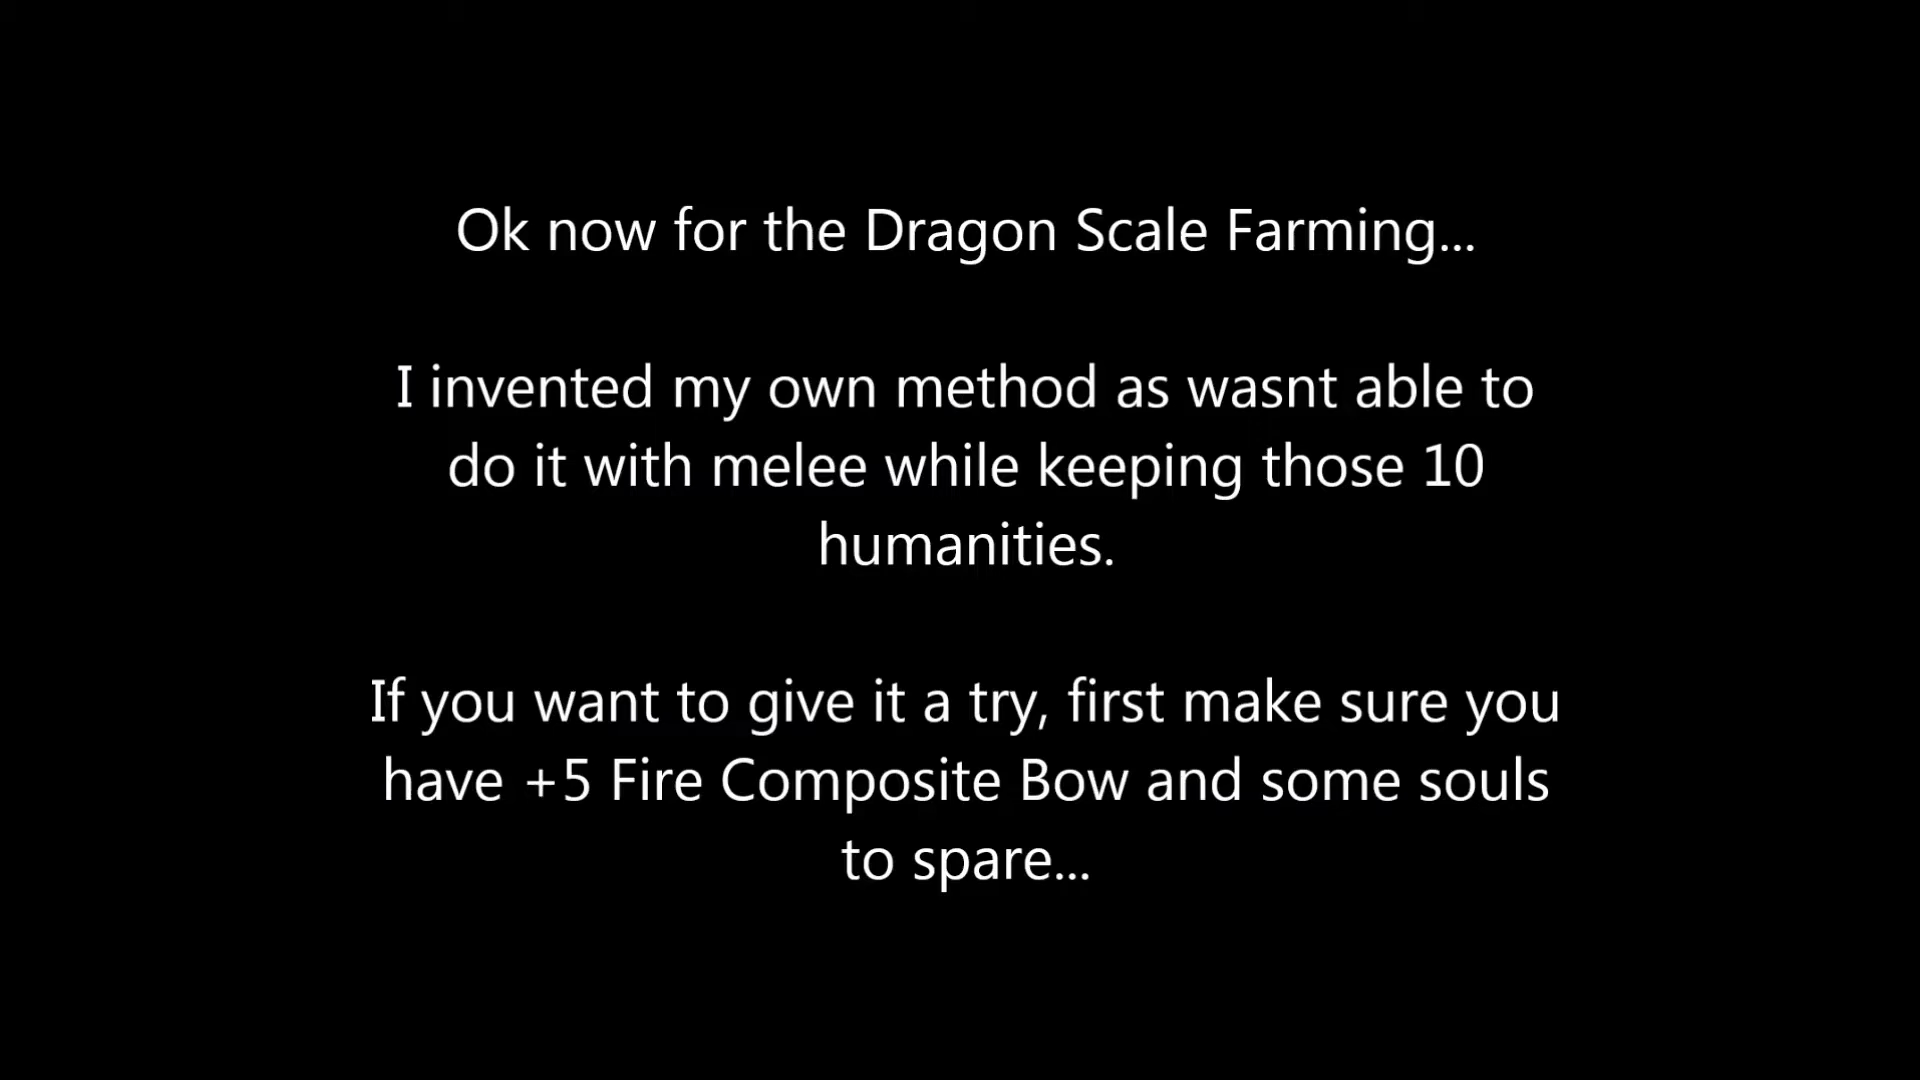 Ok now for the Dragon Scale Farming...
I invented my own method as wasnt able to
do it with melee while keeping those 10
humanities.
If you want to give it a try, first make sure you
have +5 Fire Composite Bow and some souls
to spare...